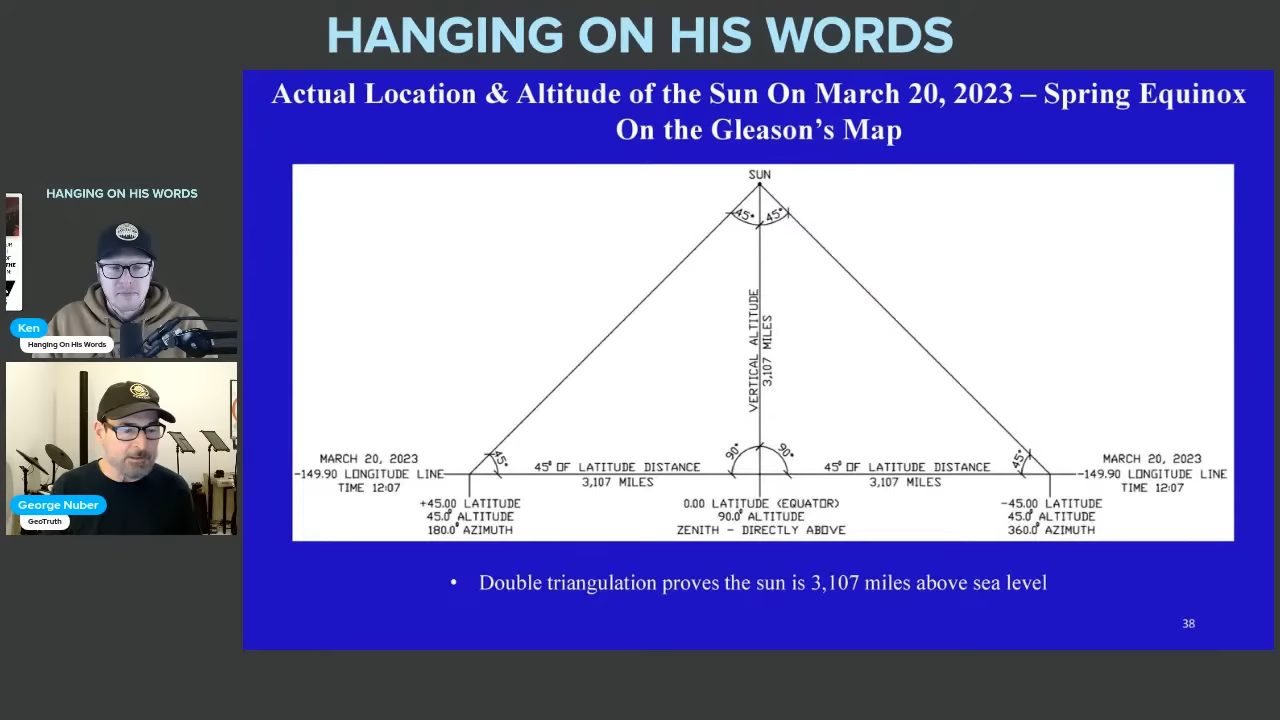 HANGING ON HIS WORDS
Actual Location & Altitude of the Sun On March 20, 2023 – Spring Equinox
On the Gleason's Map
SUN
45°
45°
VERTICAL ALTITUDE
3,107 MILES
90°
90°
45°
45°
45° OF LATITUDE DISTANCE
3,107 MILES
45° OF LATITUDE DISTANCE
3,107 MILES
MARCH 20, 2023
-149.90 LONGITUDE LINE
TIME 12:07
MARCH 20, 2023
-149.90 LONGITUDE LINE
TIME 12:07
+45.00 LATITUDE
45.0° ALTITUDE
180.0° AZIMUTH
0.00 LATITUDE (EQUATOR)
90.0° ALTITUDE
ZENITH - DIRECTLY ABOVE
-45.00 LATITUDE
45.0° ALTITUDE
360.0° AZIMUTH
• Double triangulation proves the sun is 3,107 miles above sea level
38
HANGING ON HIS WORDS
Ken
Hanging On His Words
George Nuber
GeoTruth